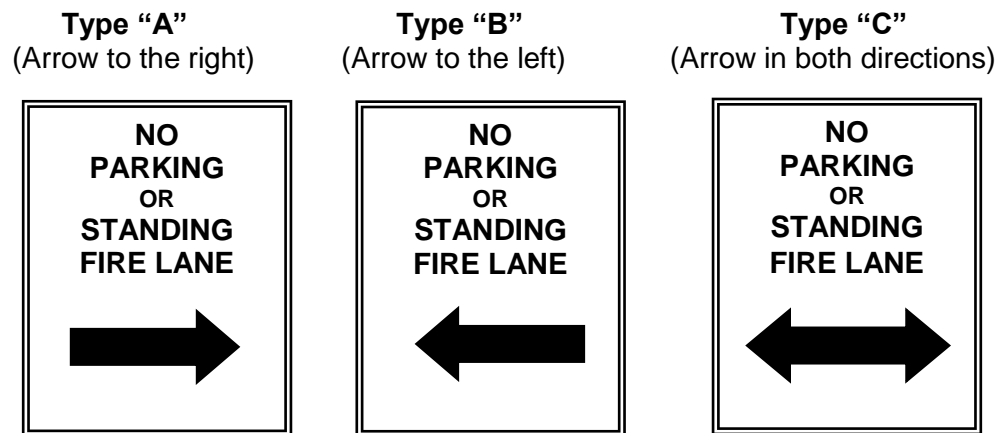 Type “A”
(Arrow to the right)
NO
PARKING
OR
STANDING
FIRE LANE
Type “B”
(Arrow to the left)
NO
PARKING
OR
STANDING
FIRE LANE
Type “C”
(Arrow in both directions)
NO
PARKING
OR
STANDING
FIRE LANE